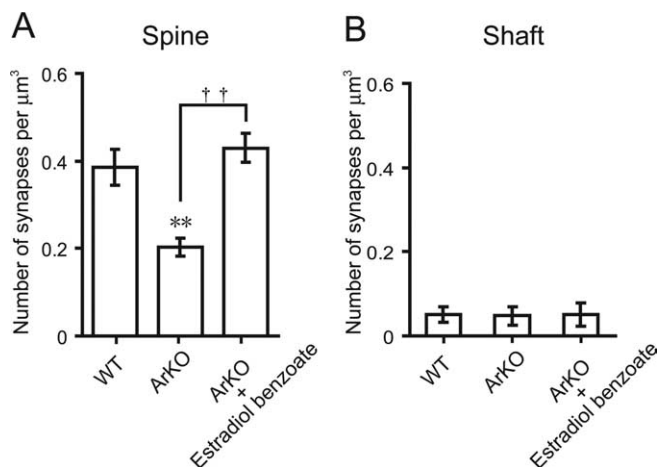 A
Spine
Number of synapses per μm³
0.6
0.4
0.2
0
**
† †
WT
ArKO
ArKO
+
Estradiol benzoate
B
Shaft
Number of synapses per μm³
0.6
0.4
0.2
0
WT
ArKO
ArKO
+
Estradiol benzoate